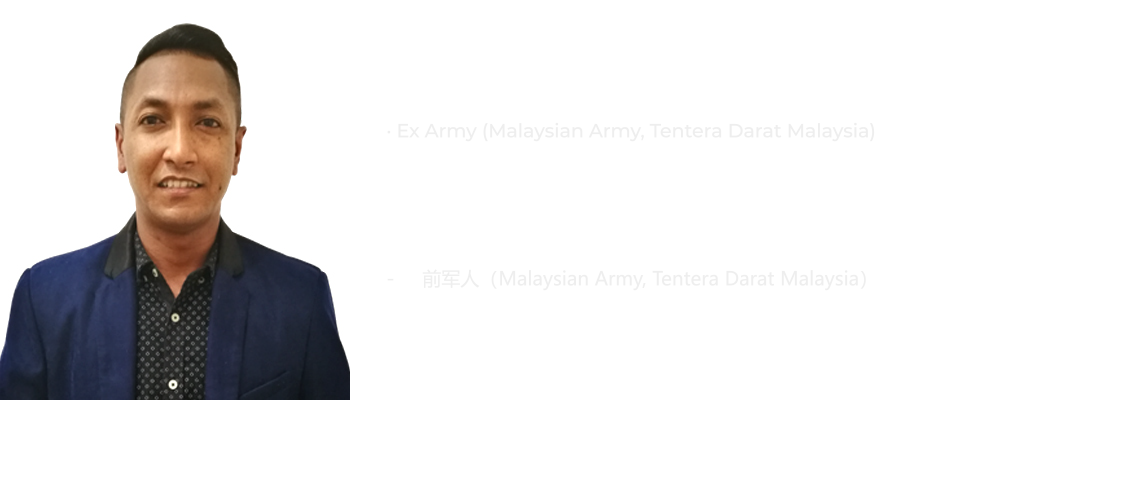 · Ex Army (Malaysian Army, Tentera Darat Malaysia)
- 前军人（Malaysian Army, Tentera Darat Malaysia）